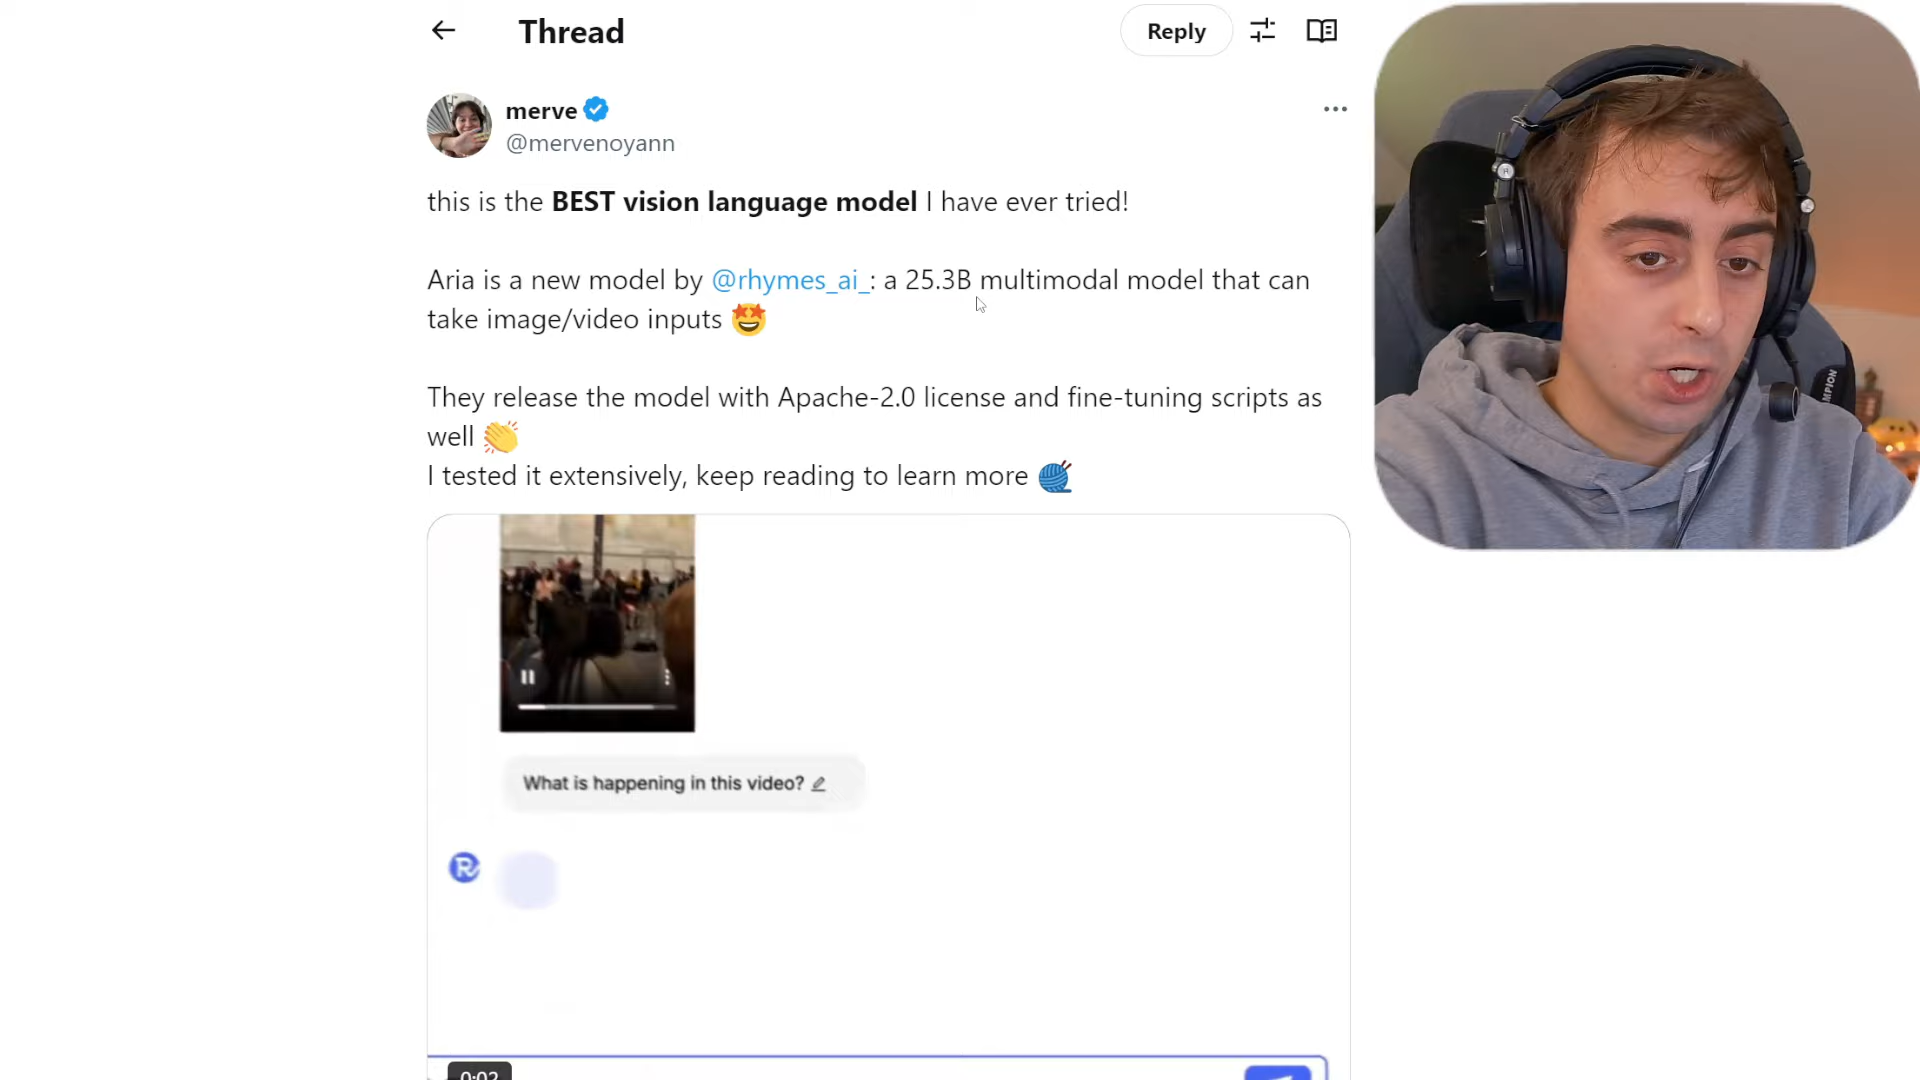 Thread
Reply
merve
@mervenoyann
this is the BEST vision language model I have ever tried!
Aria is a new model by @rhymes_ai_: a 25.3B multimodal model that can
take image/video inputs 🤩
They release the model with Apache-2.0 license and fine-tuning scripts as
well 👏
I tested it extensively, keep reading to learn more 🧶
What is happening in this video?
R
0:02
MPION